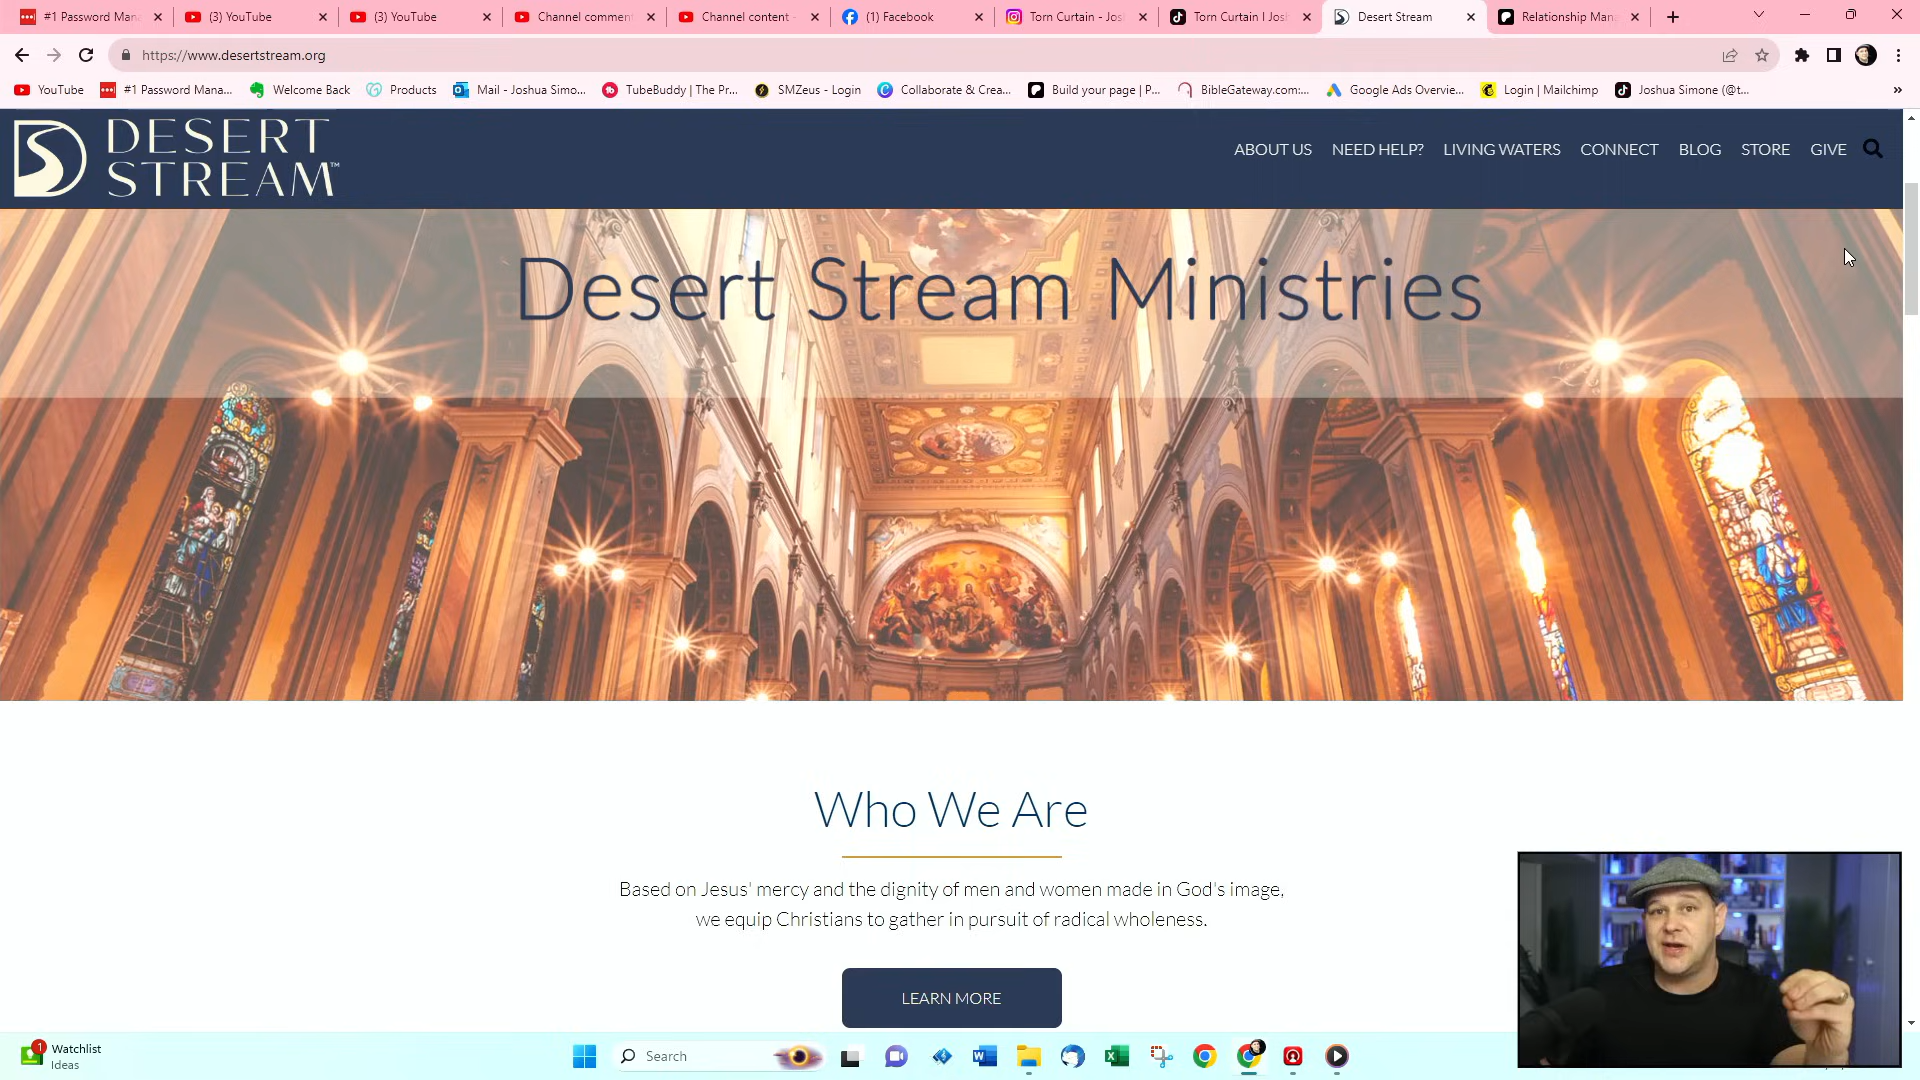 #1 Password Mana
(3) YouTube
(3) YouTube
Channel commen
Channel content -
(1) Facebook
Torn Curtain - Jos
Torn Curtain I Josh
Desert Stream
Relationship Mana
https://www.desertstream.org
YouTube
#1 Password Mana...
Welcome Back
Products
Mail - Joshua Simo...
TubeBuddy | The Pr...
SMZeus - Login
Collaborate & Crea...
Build your page | P...
BibleGateway.com:...
Google Ads Overvie...
Login | Mailchimp
Joshua Simone (@t...
DESERT
STREAM™
ABOUT US
NEED HELP?
LIVING WATERS
CONNECT
BLOG
STORE
GIVE
Desert Stream Ministries
Who We Are
Based on Jesus' mercy and the dignity of men and women made in God's image,
we equip Christians to gather in pursuit of radical wholeness.
LEARN MORE
1
Watchlist
Ideas
Search